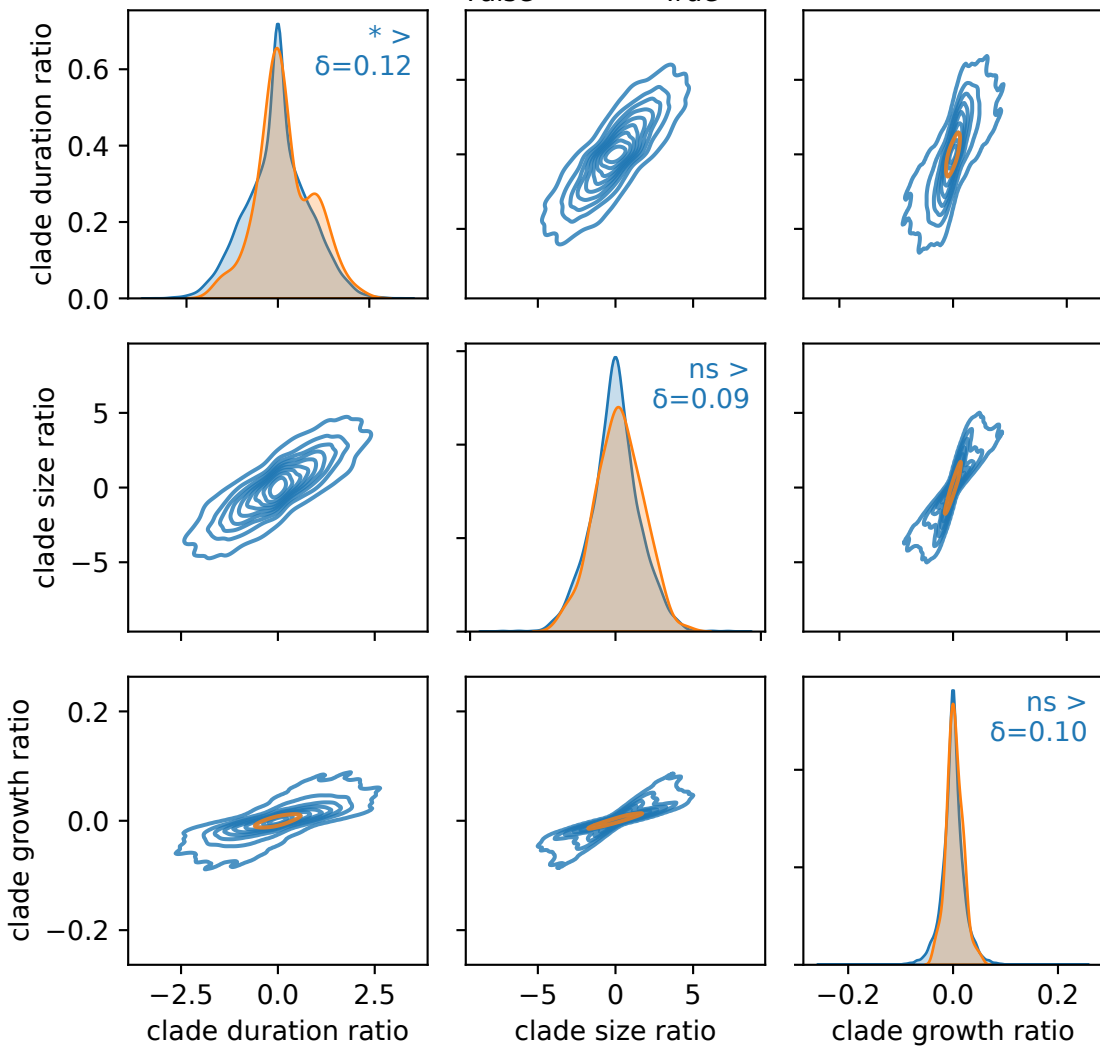 clade duration ratio
0.6
0.4
0.2
0.0
* >
δ=0.12
clade size ratio
5
0
−5
ns >
δ=0.09
clade growth ratio
0.2
0.0
−0.2
ns >
δ=0.10
−2.5 0.0 2.5
−5 0 5
−0.2 0.0 0.2
clade duration ratio
clade size ratio
clade growth ratio